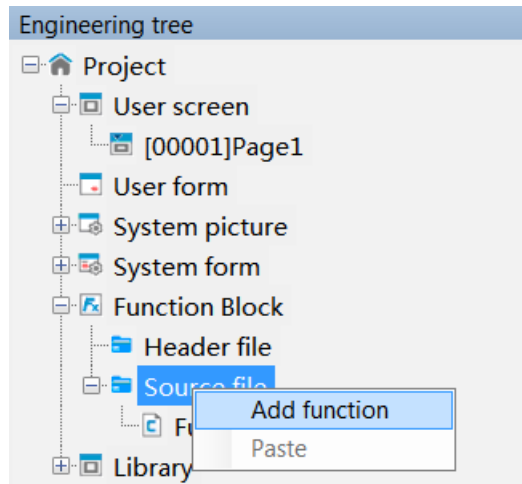 Engineering tree
Project
User screen
[00001]Page1
User form
System picture
System form
Function Block
Header file
Source file
Add function
Paste
Library